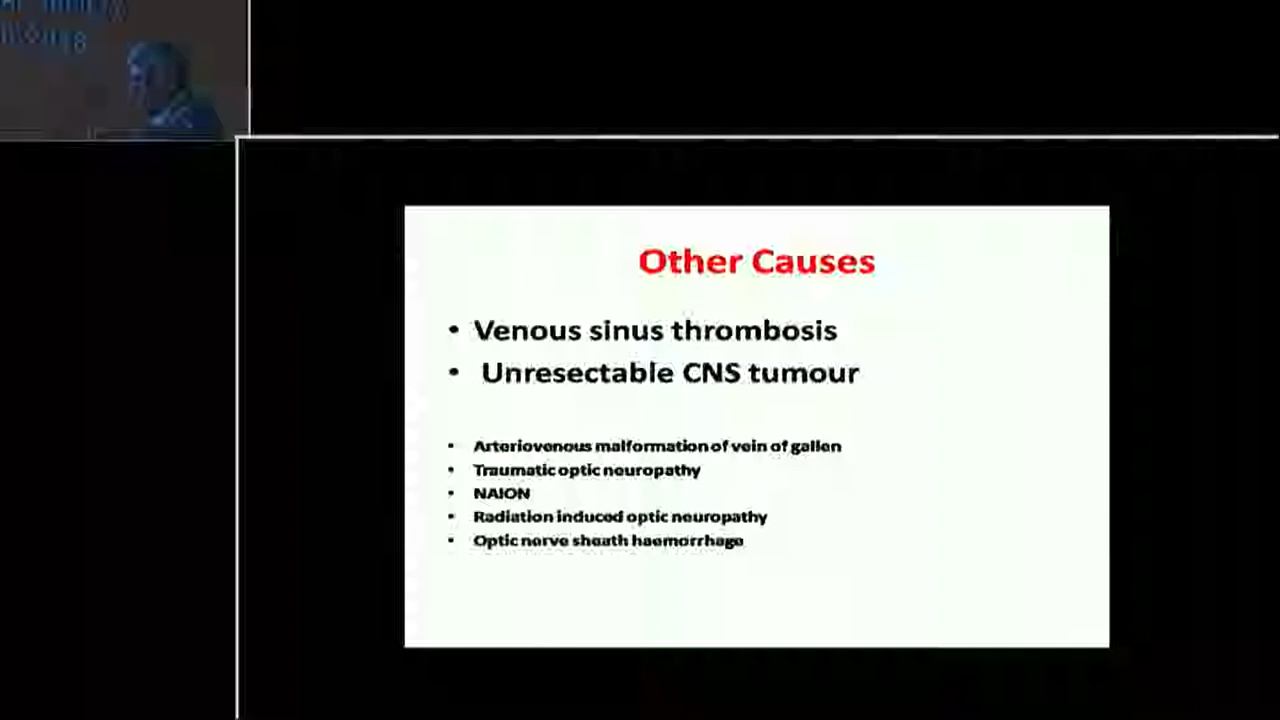 Other Causes
• Venous sinus thrombosis
• Unresectable CNS tumour
• Arteriovenous malformation of vein of gallen
• Traumatic optic neuropathy
• NAION
• Radiation induced optic neuropathy
• Optic nerve sheath haemorrhage